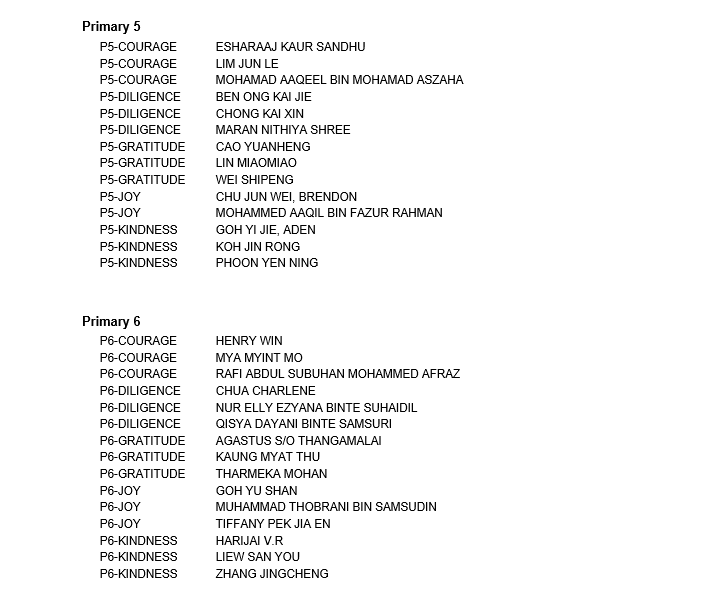 Primary 5
P5-COURAGE ESHARAAJ KAUR SANDHU
P5-COURAGE LIM JUN LE
P5-COURAGE MOHAMAD AAQEEL BIN MOHAMAD ASZAHA
P5-DILIGENCE BEN ONG KAI JIE
P5-DILIGENCE CHONG KAI XIN
P5-DILIGENCE MARAN NITHIYA SHREE
P5-GRATITUDE CAO YUANHENG
P5-GRATITUDE LIN MIAOMIAO
P5-GRATITUDE WEI SHIPENG
P5-JOY CHU JUN WEI, BRENDON
P5-JOY MOHAMMED AAQIL BIN FAZUR RAHMAN
P5-KINDNESS GOH YI JIE, ADEN
P5-KINDNESS KOH JIN RONG
P5-KINDNESS PHOON YEN NING
Primary 6
P6-COURAGE HENRY WIN
P6-COURAGE MYA MYINT MO
P6-COURAGE RAFI ABDUL SUBUHAN MOHAMMED AFRAZ
P6-DILIGENCE CHUA CHARLENE
P6-DILIGENCE NUR ELLY EZYANA BINTE SUHAIDIL
P6-DILIGENCE QISYA DAYANI BINTE SAMSURI
P6-GRATITUDE AGASTUS S/O THANGAMALAI
P6-GRATITUDE KAUNG MYAT THU
P6-GRATITUDE THARMEKA MOHAN
P6-JOY GOH YU SHAN
P6-JOY MUHAMMAD THOBRANI BIN SAMSUDIN
P6-JOY TIFFANY PEK JIA EN
P6-KINDNESS HARIJAI V.R
P6-KINDNESS LIEW SAN YOU
P6-KINDNESS ZHANG JINGCHENG